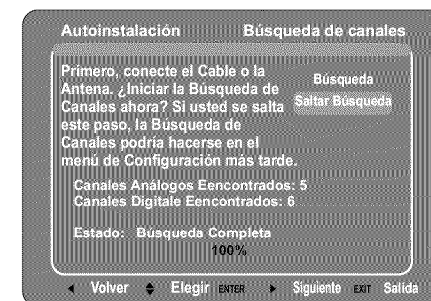 Autoinstalación Búsqueda de canales
Primero, conecte el Cable o la
Antena. ¿Iniciar la Búsqueda de
Canales ahora? Si usted se salta
este paso, la Búsqueda de
Canales podría hacerse en el
menú de Configuración más tarde.
Búsqueda
Saltar Búsqueda
Canales Análogos Eencontrados: 5
Canales Digitale Eencontrados: 6
Estado: Búsqueda Completa
100%
Volver Elegir ENTER Siguiente EXIT Salida